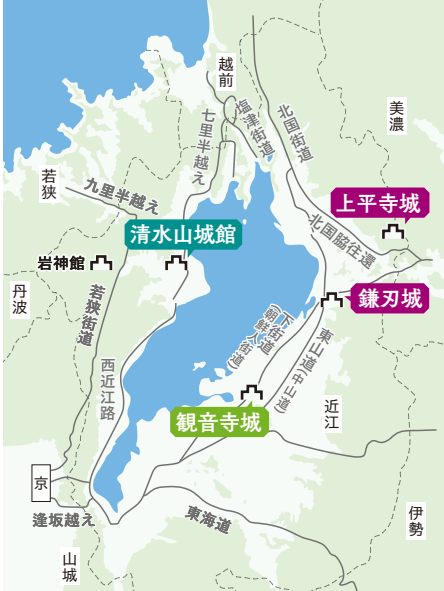 越前
塩津街道
北国街道
美濃
七里半越え
若狭
九里半越え
上平寺城
清水山城館
北国脇往還
岩神館
丹波
若狭街道
鎌刃城
下街道
(朝鮮人街道)
東山道(中山道)
西近江路
観音寺城
近江
京
逢坂越え
東海道
伊勢
山城